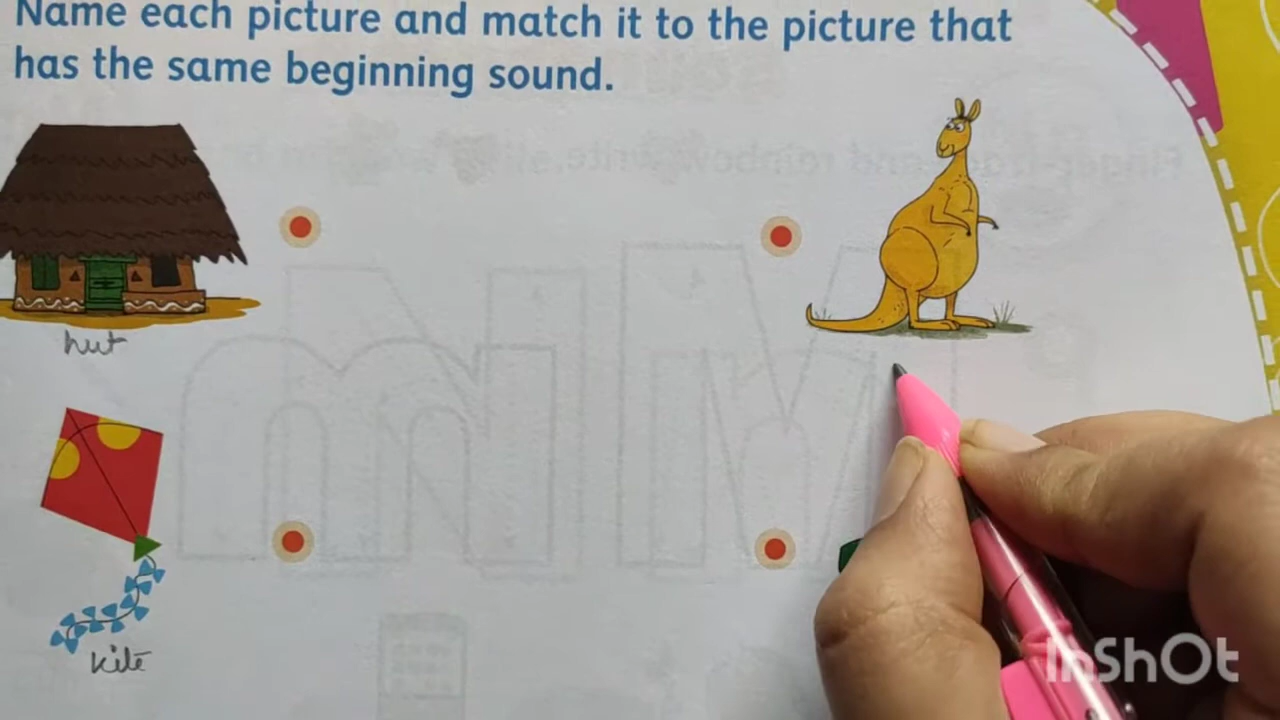 Name each picture and match it to the picture that
has the same beginning sound.
hut
kite
InShOt